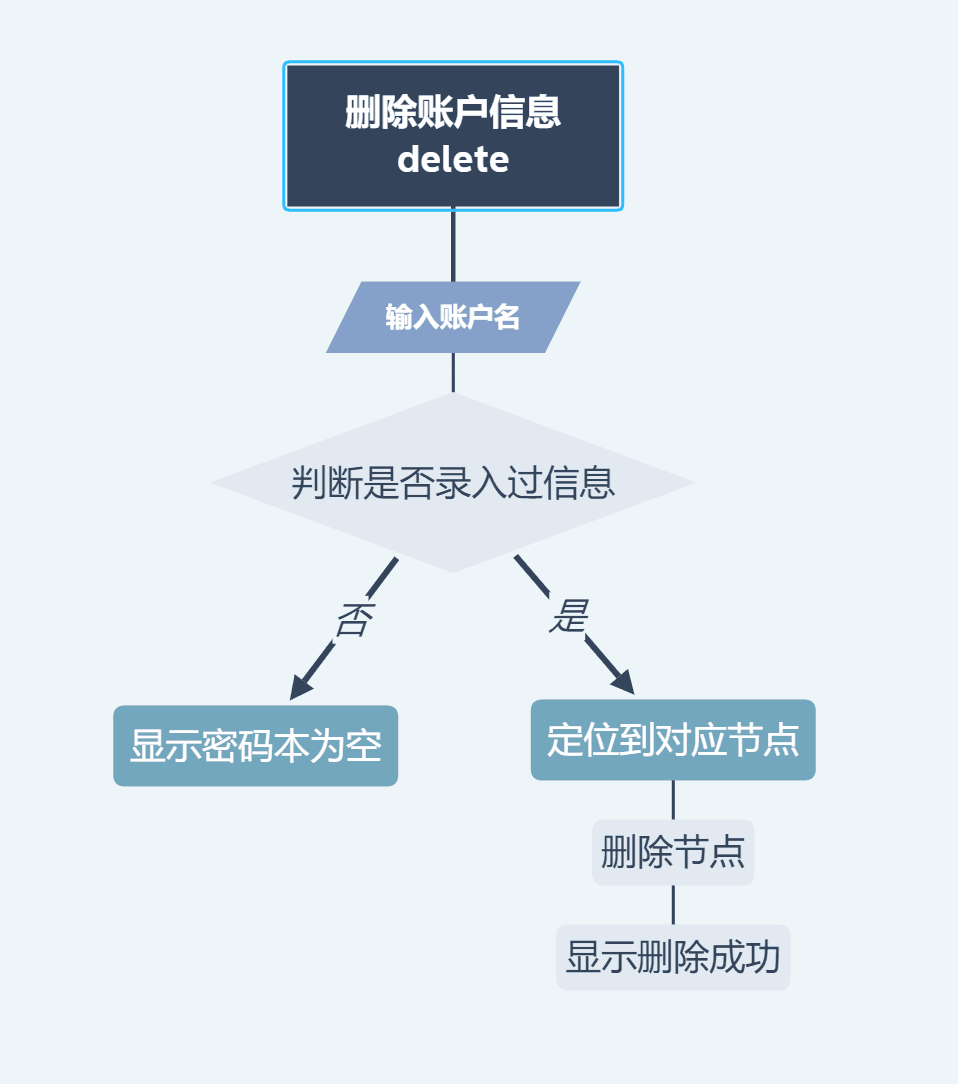 删除账户信息
delete
输入账户名
判断是否录入过信息
否
是
显示密码本为空
定位到对应节点
删除节点
显示删除成功